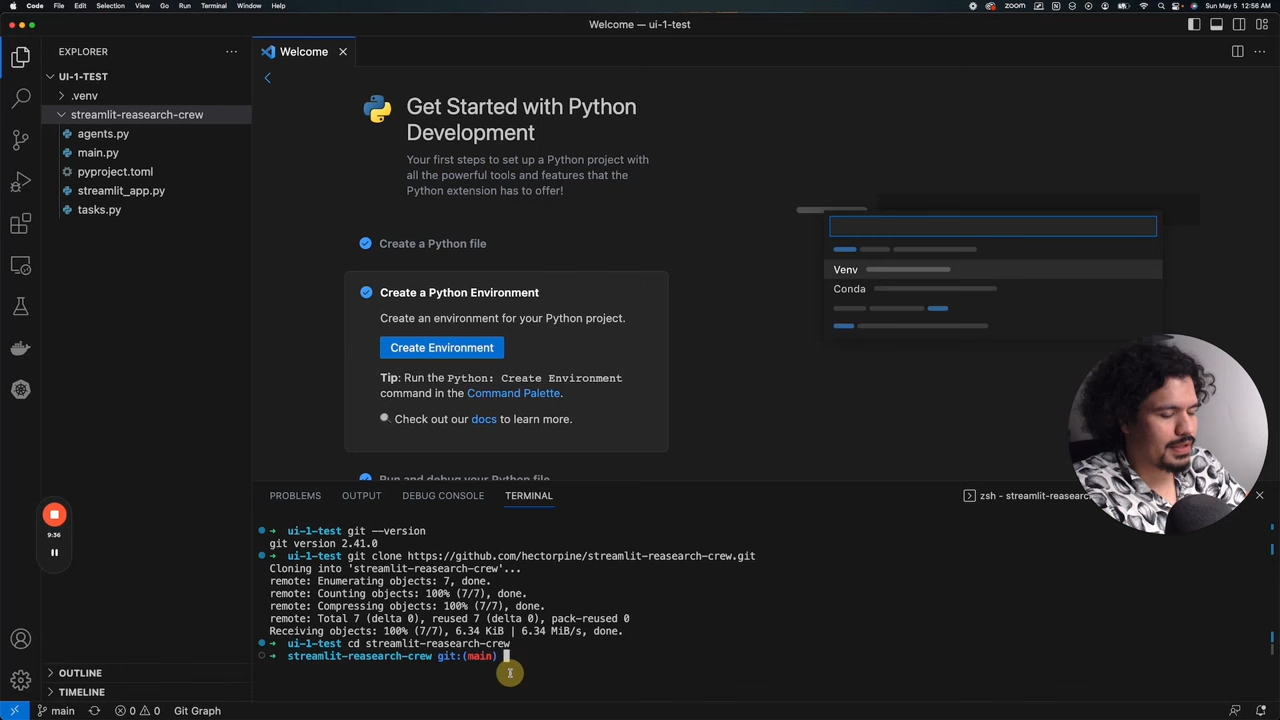 Code File Edit Selection View Go Run Terminal Window Help
zoom Sun May 5 12:56 AM
Welcome — ui-1-test
EXPLORER
UI-1-TEST
.venv
streamlit-reasearch-crew
agents.py
main.py
pyproject.toml
streamlit_app.py
tasks.py
OUTLINE
TIMELINE
9:36
Welcome
Get Started with Python
Development
Your first steps to set up a Python project with
all the powerful tools and features that the
Python extension has to offer!
Create a Python file
Create a Python Environment
Create an environment for your Python project.
Create Environment
Tip: Run the Python: Create Environment
command in the Command Palette.
Check out our docs to learn more.
Run and debug your Python file
Venv
Conda
PROBLEMS OUTPUT DEBUG CONSOLE TERMINAL
zsh - streamlit-reasearc
➜ ui-1-test git --version
git version 2.41.0
➜ ui-1-test git clone https://github.com/hectorpine/streamlit-reasearch-crew.git
Cloning into 'streamlit-reasearch-crew'...
remote: Enumerating objects: 7, done.
remote: Counting objects: 100% (7/7), done.
remote: Compressing objects: 100% (7/7), done.
remote: Total 7 (delta 0), reused 7 (delta 0), pack-reused 0
Receiving objects: 100% (7/7), 6.34 KiB | 6.34 MiB/s, done.
➜ ui-1-test cd streamlit-reasearch-crew
➜ streamlit-reasearch-crew git:(main)
main 0 0 Git Graph